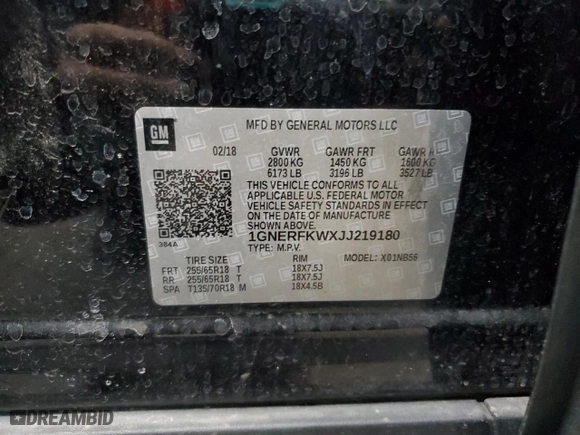 GM
MFD BY GENERAL MOTORS LLC
02/18 GVWR GAWR FRT GAWR R
2800 KG 1450 KG 1600 KG
6173 LB 3196 LB 3527 LB
THIS VEHICLE CONFORMS TO ALL
APPLICABLE U.S. FEDERAL MOTOR
VEHICLE SAFETY STANDARDS IN EFFECT
ON THE DATE OF MANUFACTURE SHOWN
ABOVE.
384A
1GNERFKWXJJ219180
TYPE: M.P.V.
TIRE SIZE RIM MODEL: X01NB56
FRT 255/65R18 T 18X7.5J
RR 255/65R18 T 18X7.5J
SPA T135/70R18 M 18X4.5B
DREAMBID